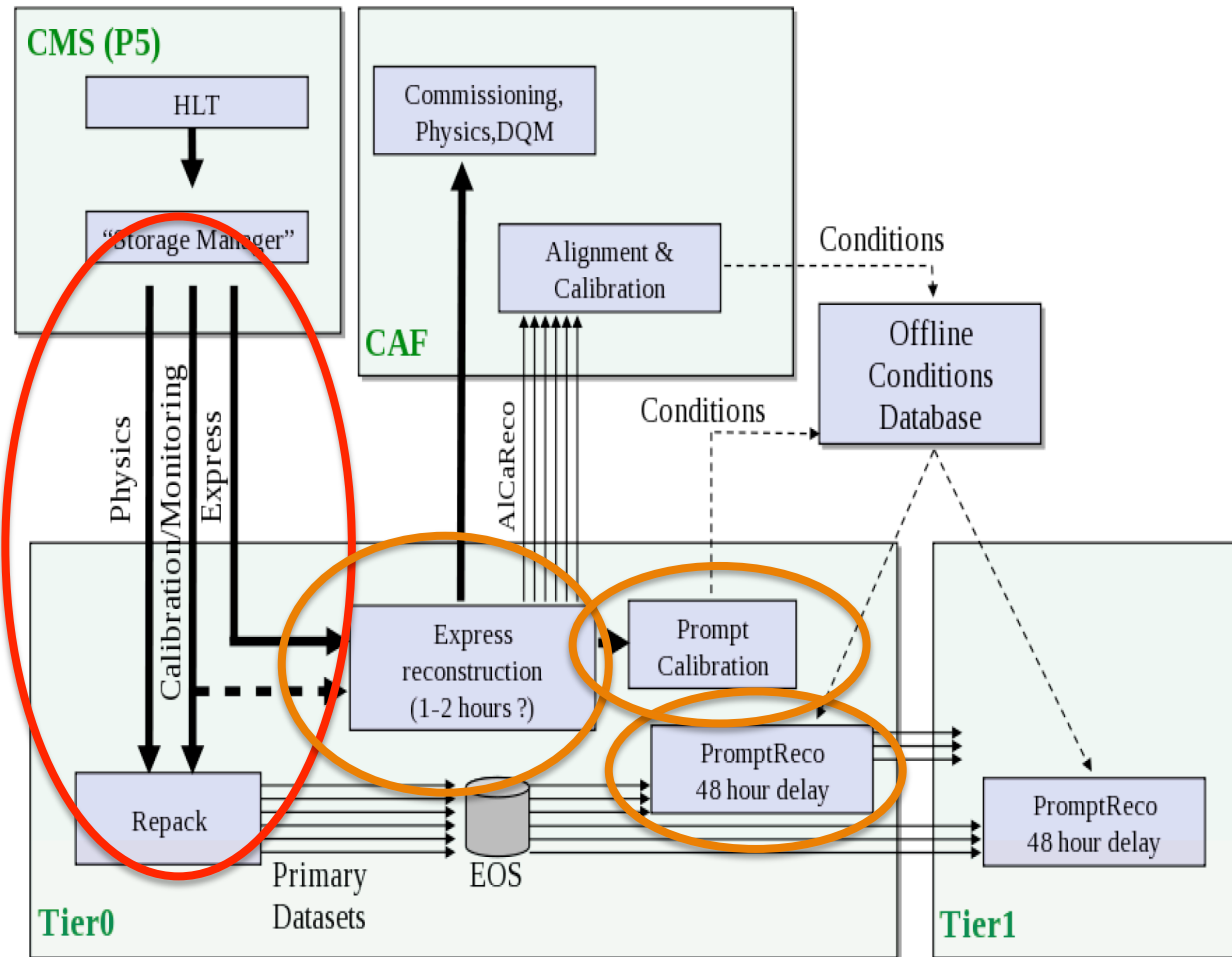 CMS (P5)
HLT
“Storage Manager”
Physics
Calibration/Monitoring
Express
Commissioning,
Physics,DQM
Alignment &
Calibration
CAF
AlCaReco
Conditions
Offline
Conditions
Database
Conditions
Express
reconstruction
(1-2 hours ?)
Prompt
Calibration
PromptReco
48 hour delay
Repack
Primary
Datasets
EOS
Tier0
PromptReco
48 hour delay
Tier1